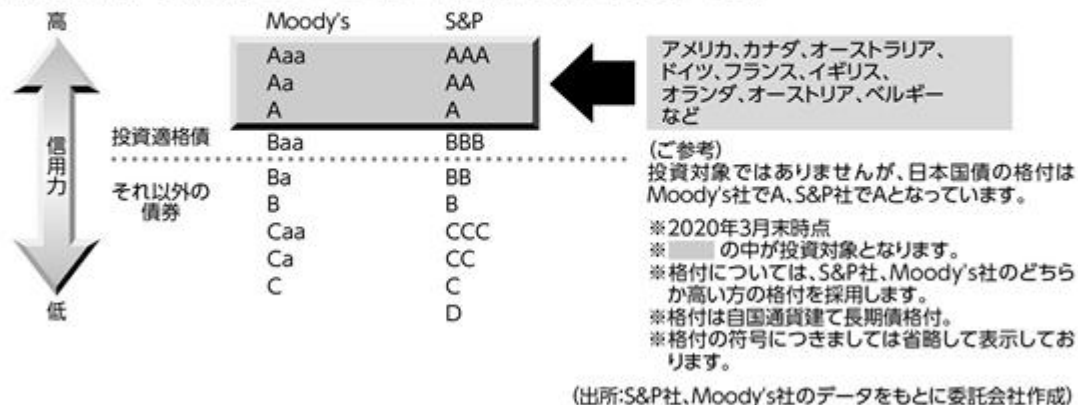 高
Moody's S&P
Aaa AAA
Aa AA
A A
投資適格債 Baa BBB
それ以外の
債券
Ba BB
B B
Caa CCC
Ca CC
C C
D
信用力
低
アメリカ、カナダ、オーストラリア、
ドイツ、フランス、イギリス、
オランダ、オーストリア、ベルギー
など
(ご参考)
投資対象ではありませんが、日本国債の格付は
Moody's社でA、S&P社でAとなっています。
※2020年3月末時点
※ の中が投資対象となります。
※格付については、S&P社、Moody's社のどちら
か高い方の格付を採用します。
※格付は自国通貨建て長期債格付。
※格付の符号につきましては省略して表示してお
ります。
(出所:S&P社、Moody's社のデータをもとに委託会社作成)